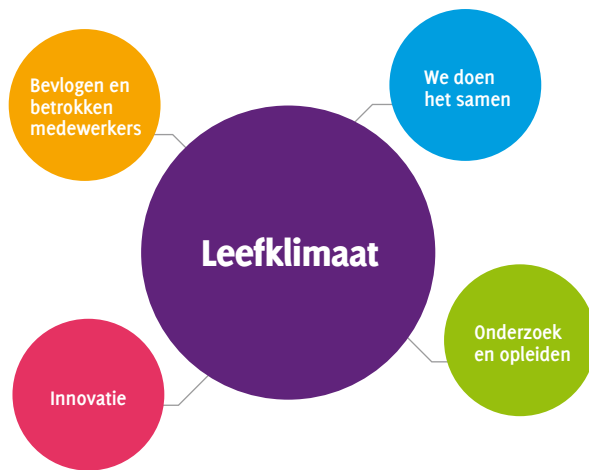 Bevlogen en
betrokken
medewerkers
We doen
het samen
Leefklimaat
Onderzoek
en opleiden
Innovatie